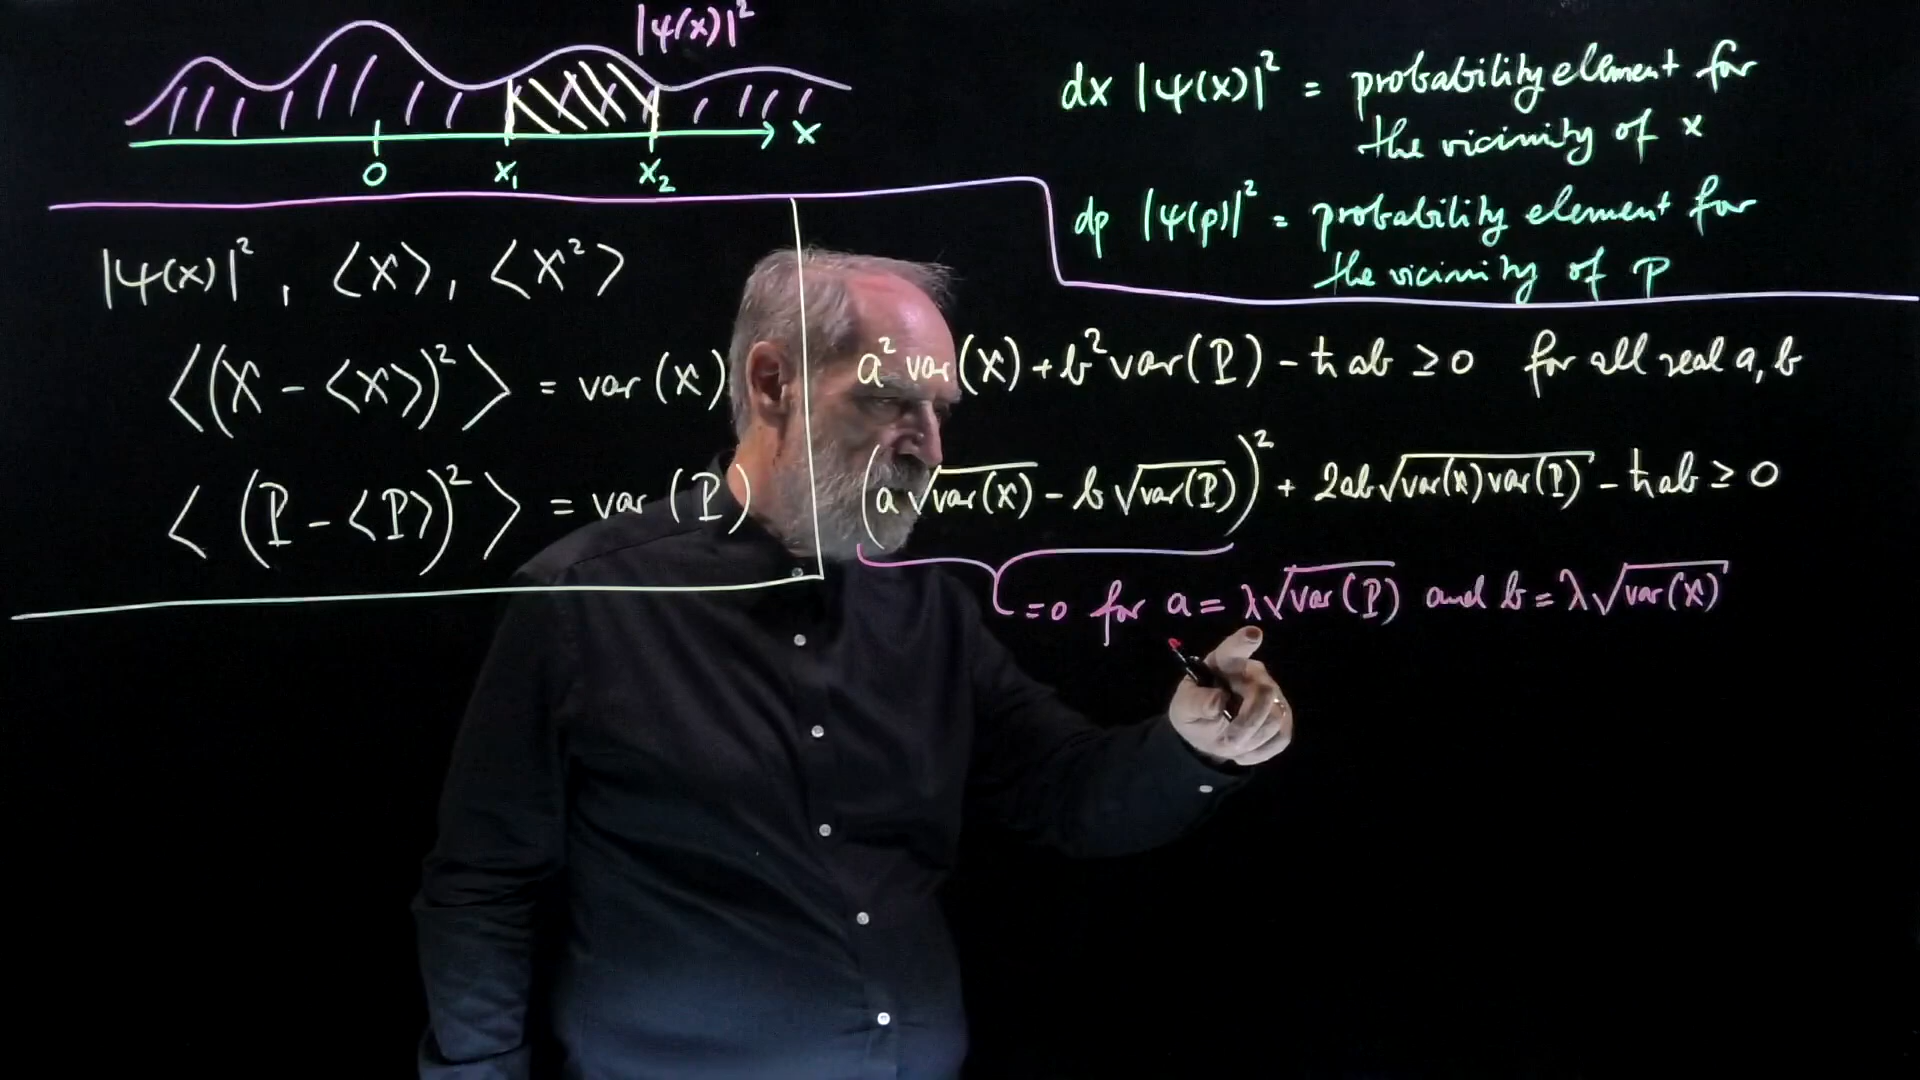 |ψ(x)|²
x
0 x₁ x₂
dx |ψ(x)|² = probability element for
the vicinity of x
dp |ψ(p)|² = probability element for
the vicinity of p
|ψ(x)|² , ⟨X⟩, ⟨X²⟩
⟨(X - ⟨X⟩)²⟩ = var(X)
⟨(P - ⟨P⟩)²⟩ = var(P)
a² var(X) + b² var(P) - ħab ≥ 0 for all real a, b
(a√var(X) - b√var(P))² + 2ab√var(X)var(P) - ħab ≥ 0
=0 for a = λ√var(P) and b = λ√var(X)